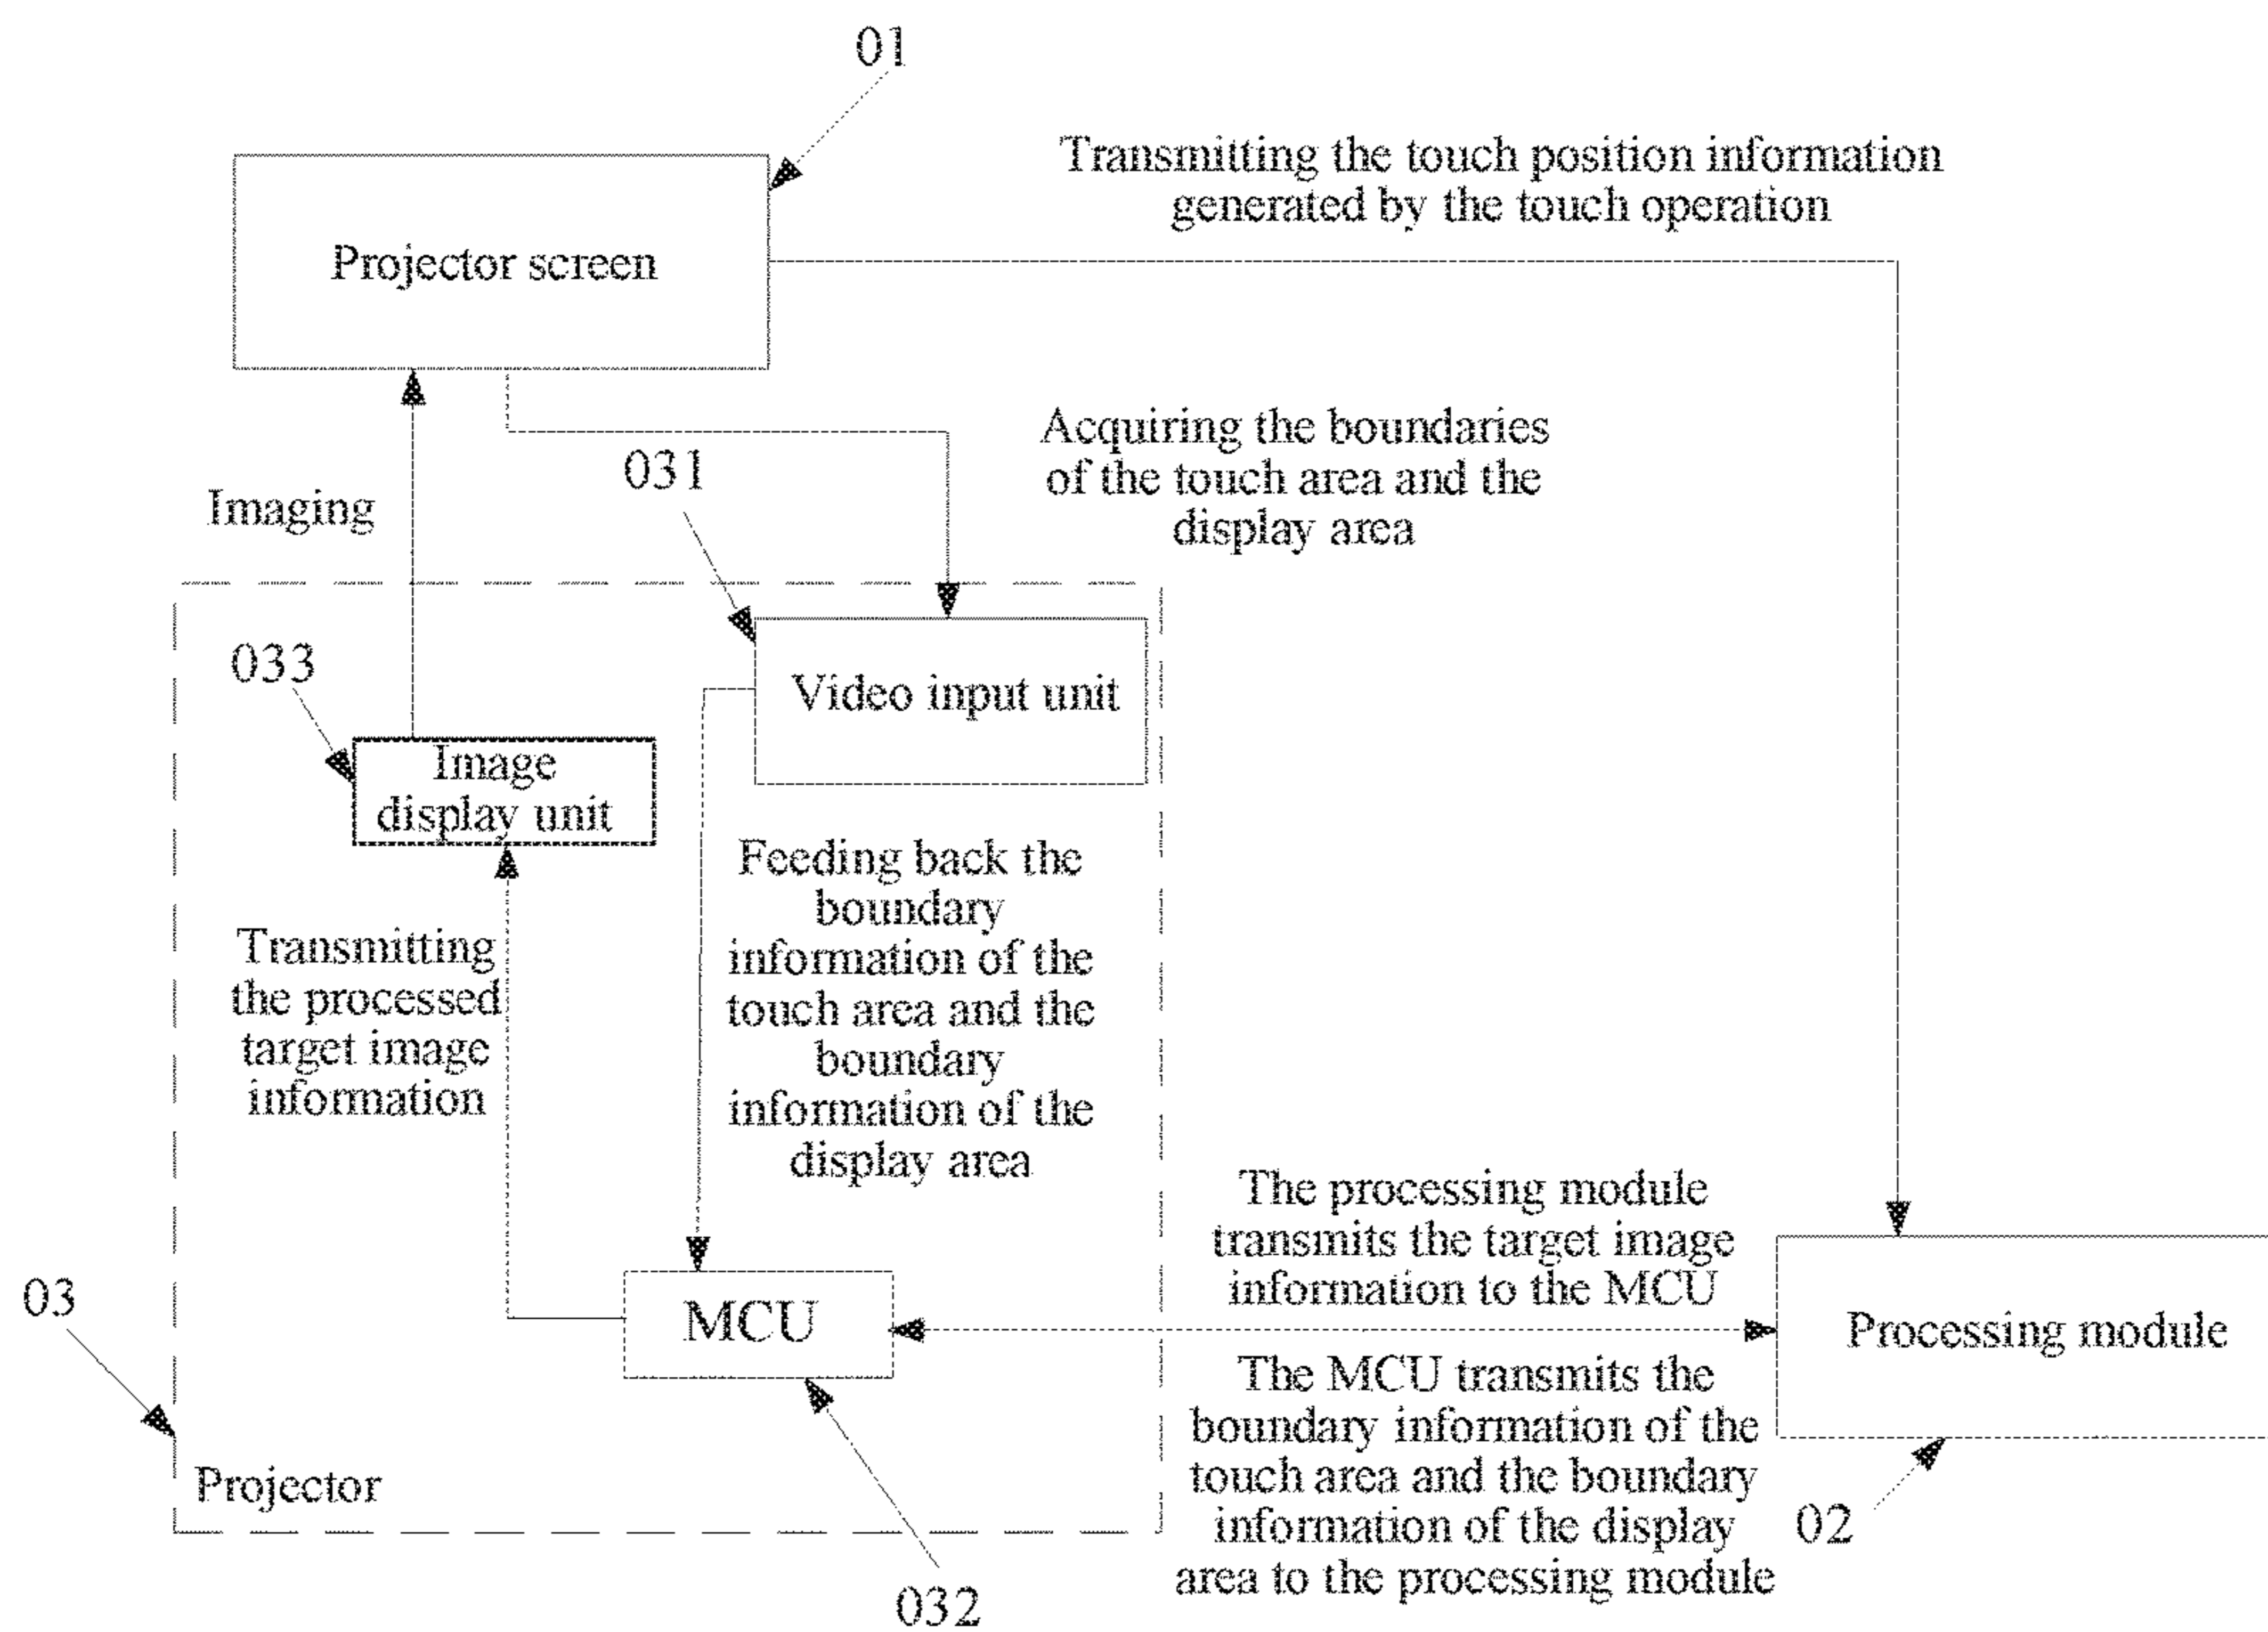 01
Transmitting the touch position information
generated by the touch operation
Projector screen
Acquiring the boundaries
of the touch area and the
display area
031
Imaging
033
Video input unit
Image
display unit
Feeding back the
boundary
information of the
touch area and the
boundary
information of the
display area
Transmitting
the processed
target image
information
The processing module
transmits the target image
information to the MCU
03
MCU
Processing module
The MCU transmits the
boundary information of the
touch area and the boundary
information of the display
area to the processing module
Projector
02
032